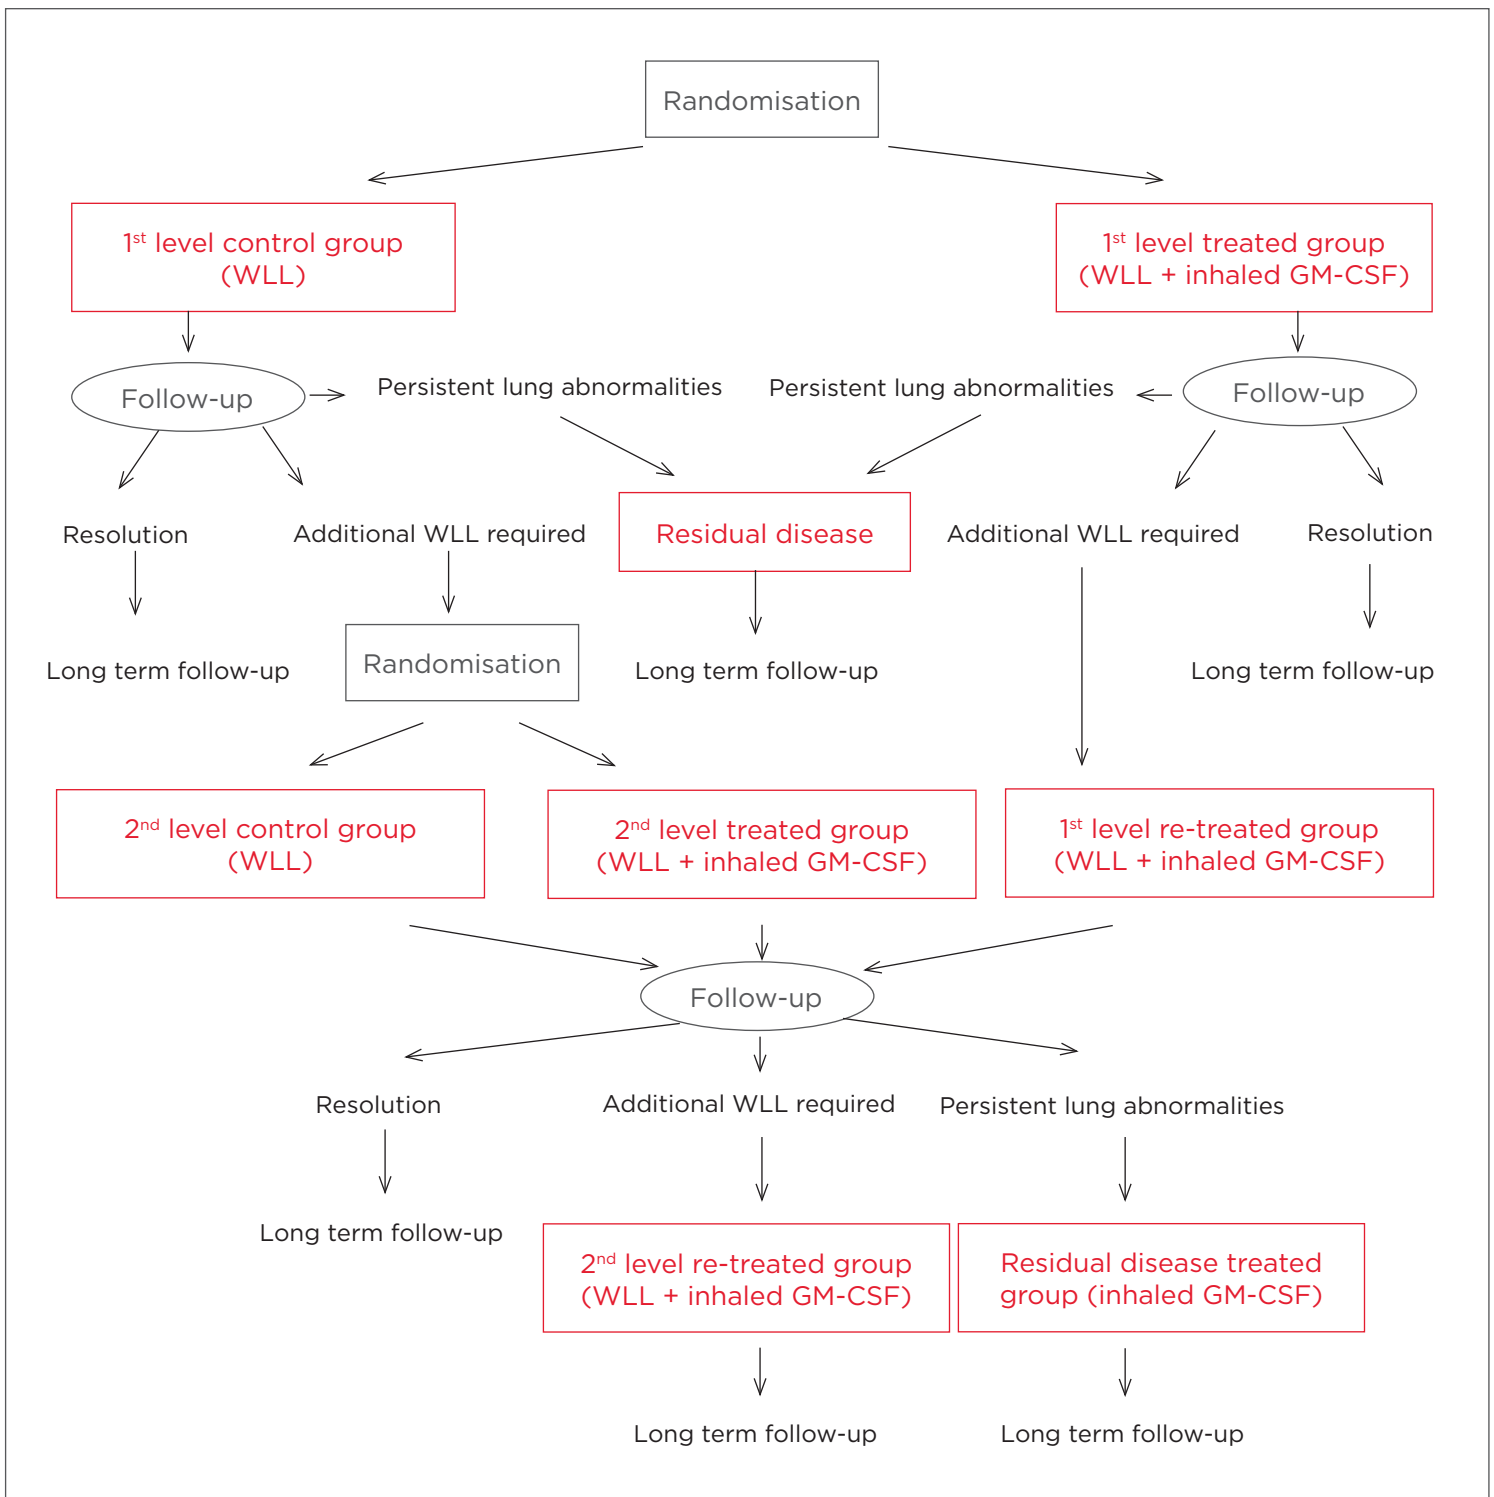 Randomisation
1st level control group
(WLL)
1st level treated group
(WLL + inhaled GM-CSF)
Follow-up
Persistent lung abnormalities
Persistent lung abnormalities
Follow-up
Resolution
Additional WLL required
Residual disease
Additional WLL required
Resolution
Long term follow-up
Randomisation
Long term follow-up
Long term follow-up
2nd level control group
(WLL)
2nd level treated group
(WLL + inhaled GM-CSF)
1st level re-treated group
(WLL + inhaled GM-CSF)
Follow-up
Resolution
Additional WLL required
Persistent lung abnormalities
Long term follow-up
2nd level re-treated group
(WLL + inhaled GM-CSF)
Residual disease treated
group (inhaled GM-CSF)
Long term follow-up
Long term follow-up